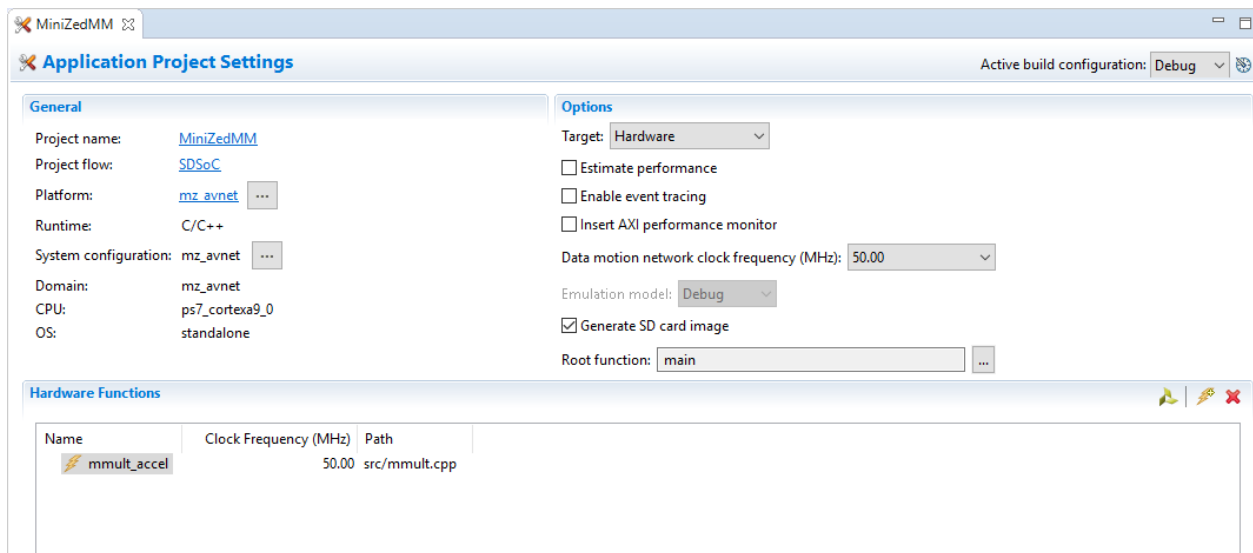 MiniZedMM
Application Project Settings
Active build configuration: Debug
General
Project name: MiniZedMM
Project flow: SDSoC
Platform: mz_avnet ...
Runtime: C/C++
System configuration: mz_avnet ...
Domain: mz_avnet
CPU: ps7_cortexa9_0
OS: standalone
Options
Target: Hardware
Estimate performance
Enable event tracing
Insert AXI performance monitor
Data motion network clock frequency (MHz): 50.00
Emulation model: Debug
Generate SD card image
Root function: main ...
Hardware Functions
Name Clock Frequency (MHz) Path
mmult_accel 50.00 src/mmult.cpp